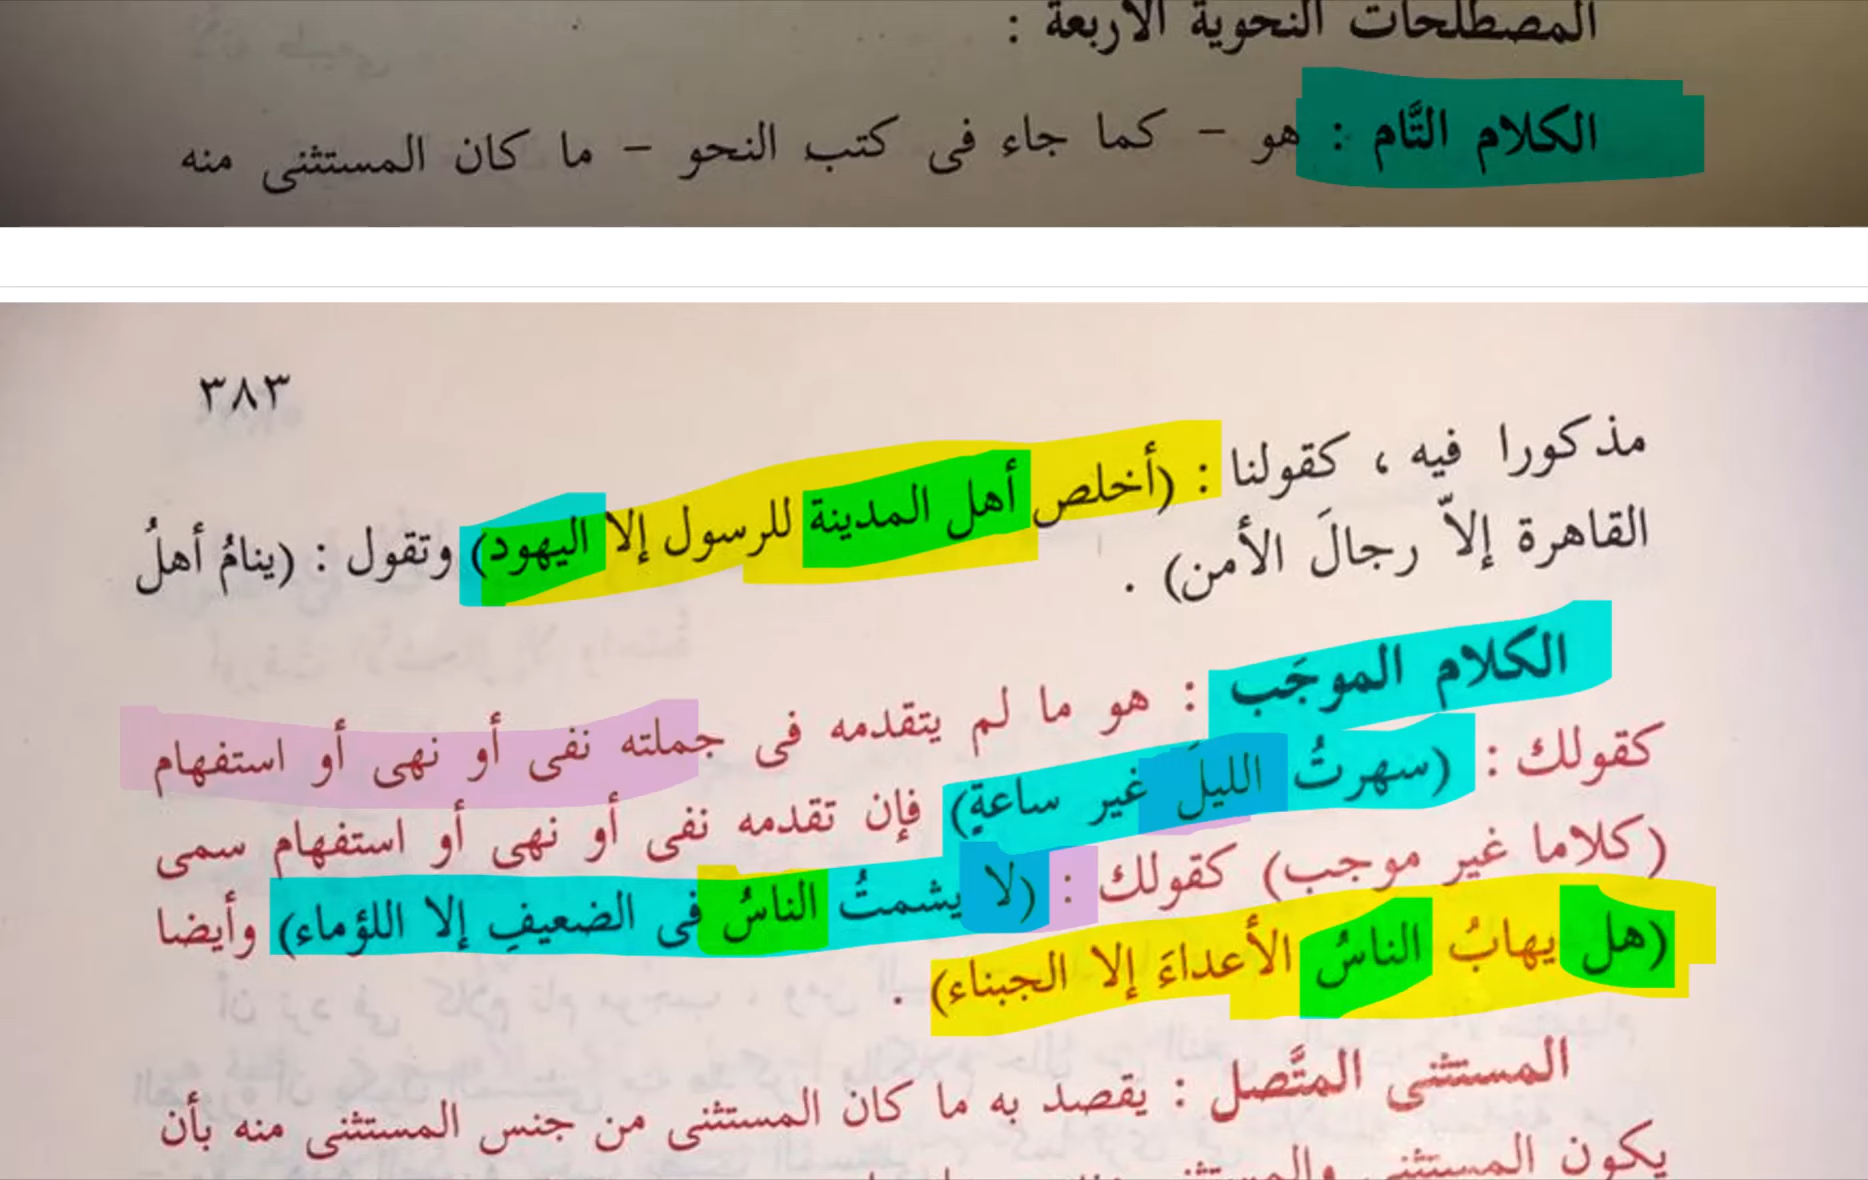 المصطلحات النحوية الأربعة :
الكلام التَّام : هو – كما جاء فى كتب النحو – ما كان المستثنى منه
٣٨٣
مذكورا فيه ، كقولنا : (أخلص أهل المدينة للرسول إلا اليهود) وتقول : (ينامُ أهلُ
القاهرة إلاّ رجالَ الأمن) .
الكلام الموجَب : هو ما لم يتقدمه فى جملته نفى أو نهى أو استفهام
كقولك : (سهرتُ الليلَ غير ساعةٍ) فإن تقدمه نفى أو نهى أو استفهام سمى
(كلاما غير موجب) كقولك : (لا يشمتُ الناسُ فى الضعيفِ إلا اللؤماء) وأيضا
(هل يهابُ الناسُ الأعداءَ إلا الجبناء) .
المستثنى المتَّصل : يقصد به ما كان المستثنى من جنس المستثنى منه بأن
يكون المستثنى والمستثنى